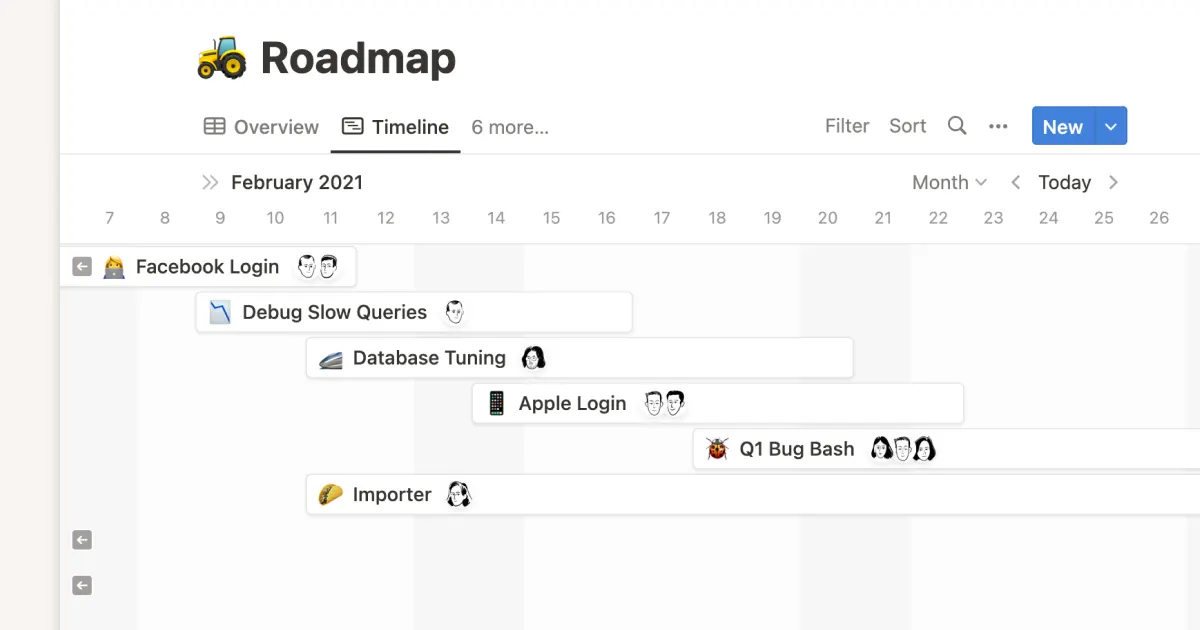 Roadmap
Overview Timeline 6 more... Filter Sort New
February 2021 Month Today
7 8 9 10 11 12 13 14 15 16 17 18 19 20 21 22 23 24 25 26
Facebook Login
Debug Slow Queries
Database Tuning
Apple Login
Q1 Bug Bash
Importer